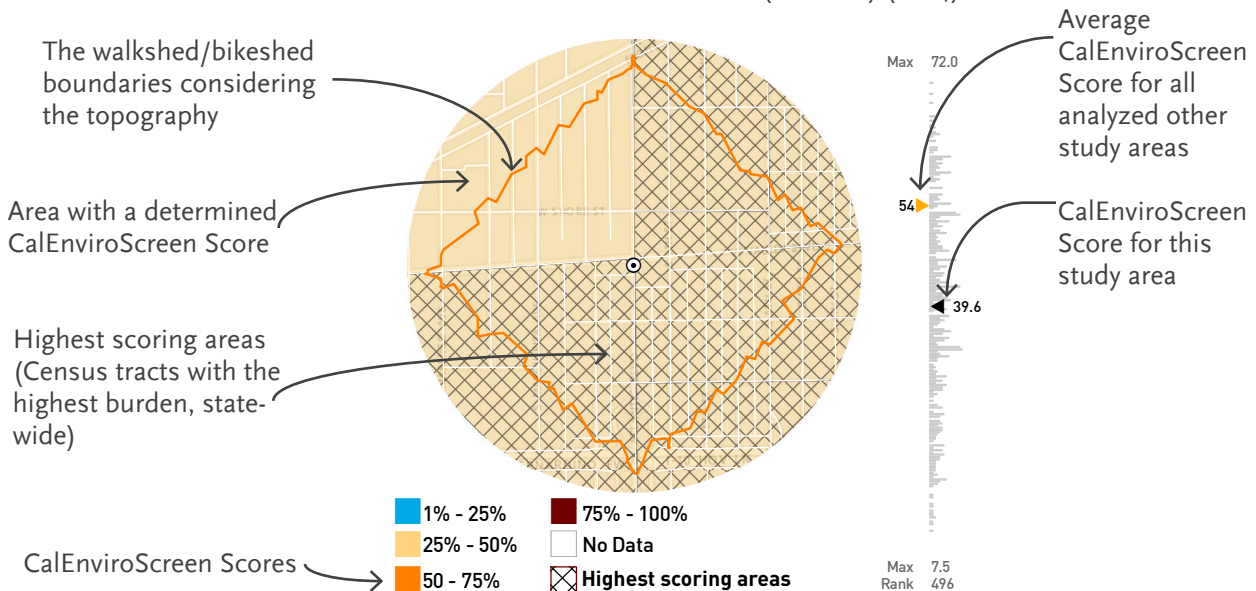 The walkshed/bikeshed
boundaries considering
the topography
Area with a determined
CalEnviroScreen Score
Highest scoring areas
(Census tracts with the
highest burden, state-
wide)
CalEnviroScreen Scores
N SHORE ST
1% - 25%
25% - 50%
50 - 75%
75% - 100%
No Data
Highest scoring areas
Max 72.0
54
39.6
Max 7.5
Rank 496
Average
CalEnviroScreen
Score for all
analyzed other
study areas
CalEnviroScreen
Score for this
study area